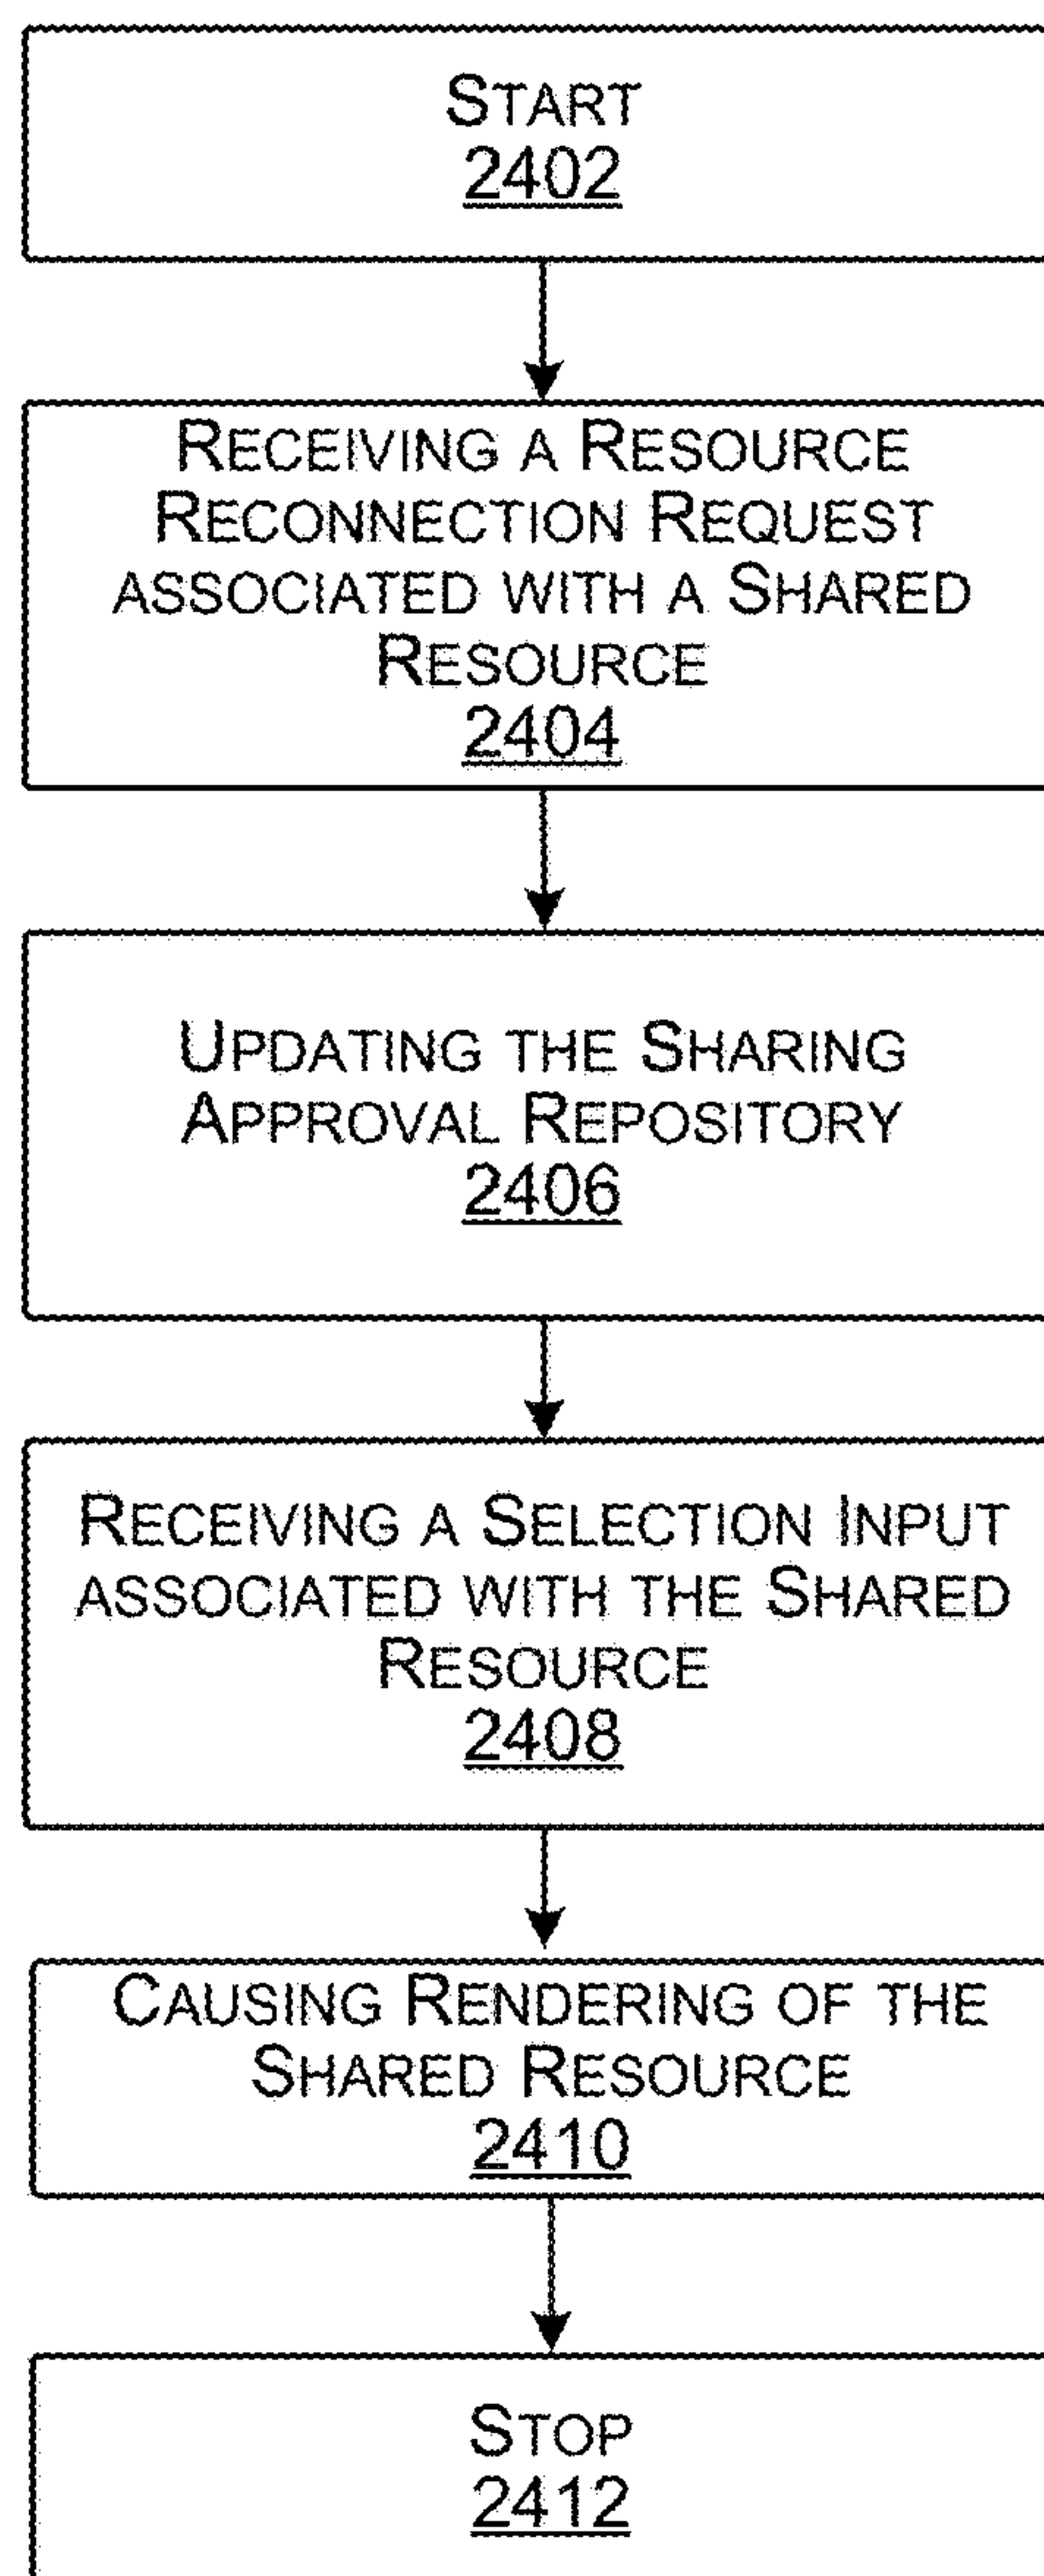 START
2402
RECEIVING A RESOURCE
RECONNECTION REQUEST
ASSOCIATED WITH A SHARED
RESOURCE
2404
UPDATING THE SHARING
APPROVAL REPOSITORY
2406
RECEIVING A SELECTION INPUT
ASSOCIATED WITH THE SHARED
RESOURCE
2408
CAUSING RENDERING OF THE
SHARED RESOURCE
2410
STOP
2412